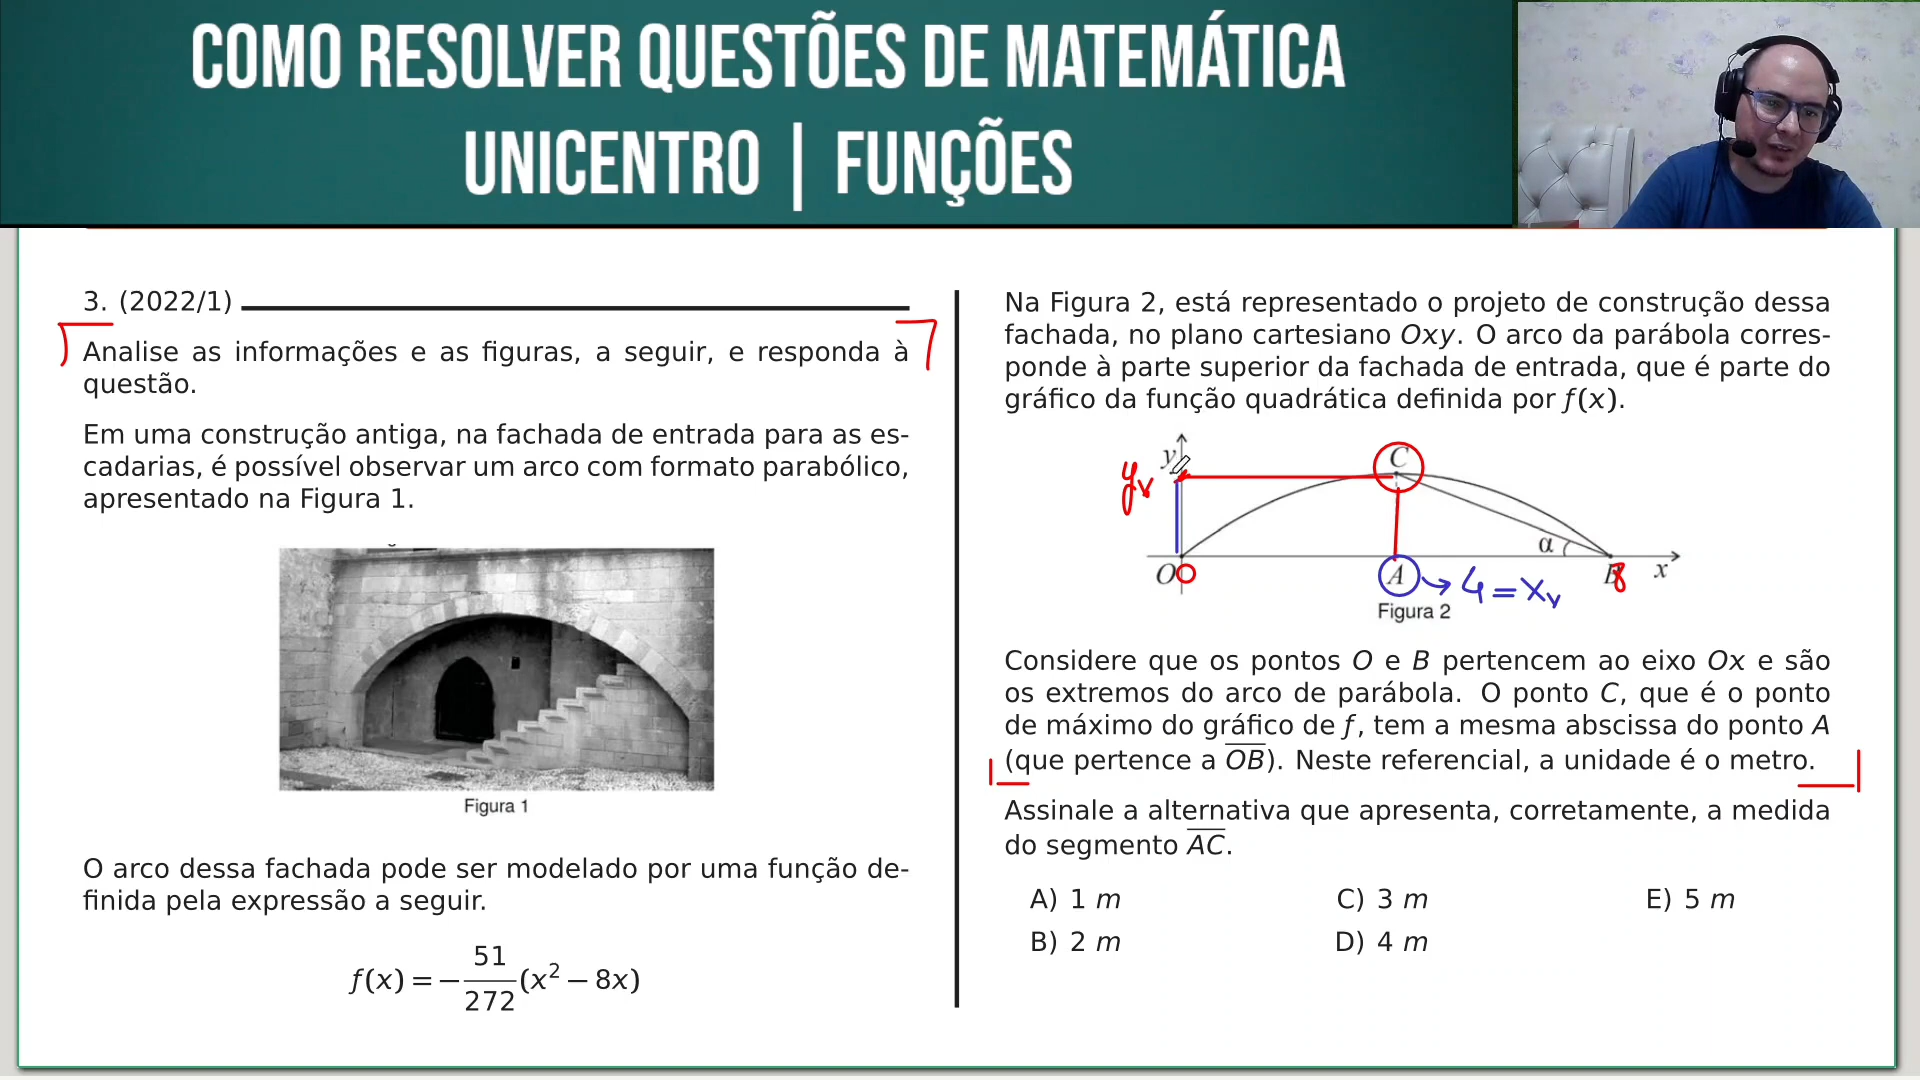 COMO RESOLVER QUESTÕES DE MATEMÁTICA
UNICENTRO | FUNÇÕES
3. (2022/1)
Analise as informações e as figuras, a seguir, e responda à
questão.
Em uma construção antiga, na fachada de entrada para as es-
cadarias, é possível observar um arco com formato parabólico,
apresentado na Figura 1.
Figura 1
O arco dessa fachada pode ser modelado por uma função de-
finida pela expressão a seguir.
f(x) = −51/272(x² − 8x)
Na Figura 2, está representado o projeto de construção dessa
fachada, no plano cartesiano Oxy. O arco da parábola corres-
ponde à parte superior da fachada de entrada, que é parte do
gráfico da função quadrática definida por f(x).
y
C
yv
α
O
0
A → 4 = xv
8
x
Figura 2
Considere que os pontos O e B pertencem ao eixo Ox e são
os extremos do arco de parábola. O ponto C, que é o ponto
de máximo do gráfico de f, tem a mesma abscissa do ponto A
(que pertence a O̅B̅). Neste referencial, a unidade é o metro.
Assinale a alternativa que apresenta, corretamente, a medida
do segmento A̅C̅.
A) 1 m
C) 3 m
E) 5 m
B) 2 m
D) 4 m